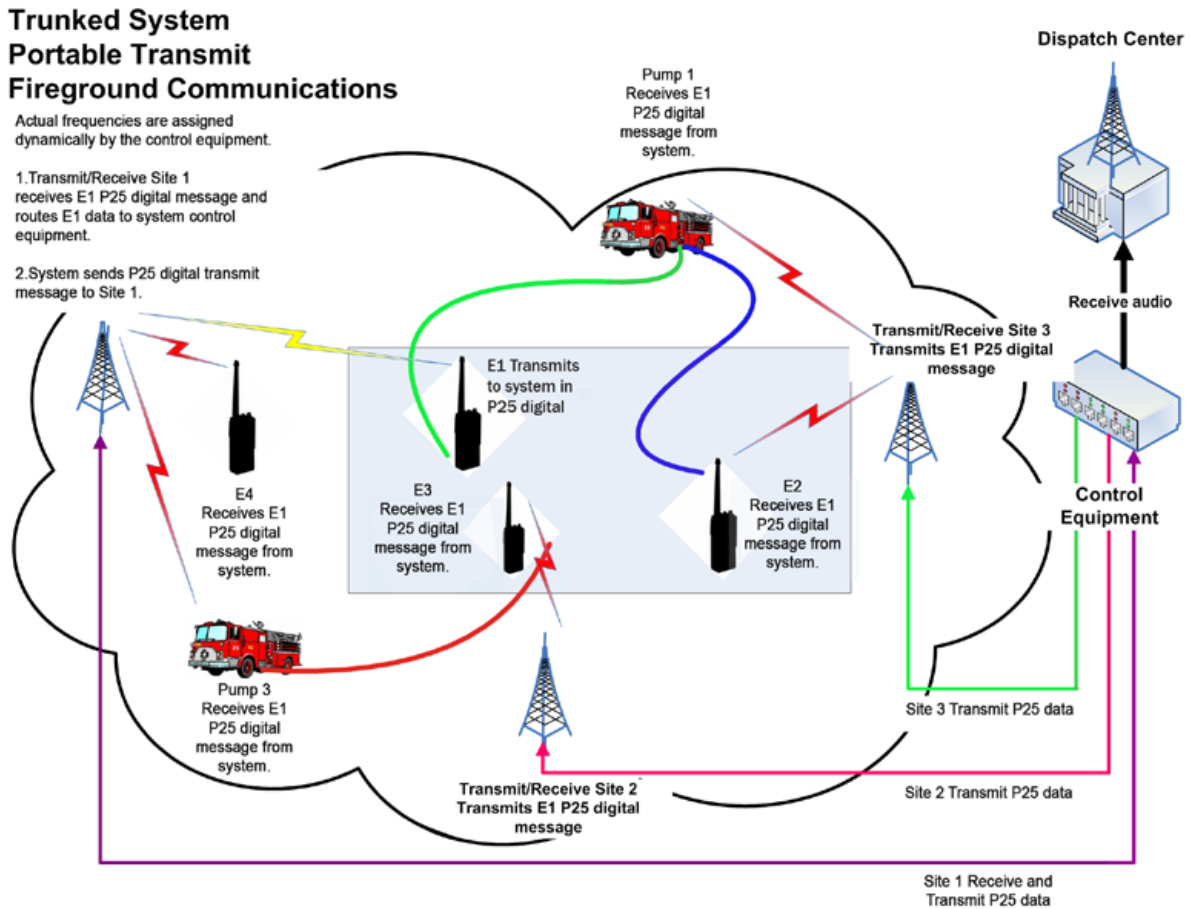 Trunked System
Portable Transmit
Fireground Communications
Actual frequencies are assigned
dynamically by the control equipment.
1.Transmit/Receive Site 1
receives E1 P25 digital message and
routes E1 data to system control
equipment.
2.System sends P25 digital transmit
message to Site 1.
Pump 1
Receives E1
P25 digital
message from
system.
Dispatch Center
Receive audio
Transmit/Receive Site 3
Transmits E1 P25 digital
message
E1 Transmits
to system in
P25 digital
E4
Receives E1
P25 digital
message from
system.
E3
Receives E1
P25 digital
message from
system.
E2
Receives E1
P25 digital
message from
system.
Control
Equipment
Pump 3
Receives E1
P25 digital
message from
system.
Site 3 Transmit P25 data
Transmit/Receive Site 2
Transmits E1 P25 digital
message
Site 2 Transmit P25 data
Site 1 Receive and
Transmit P25 data